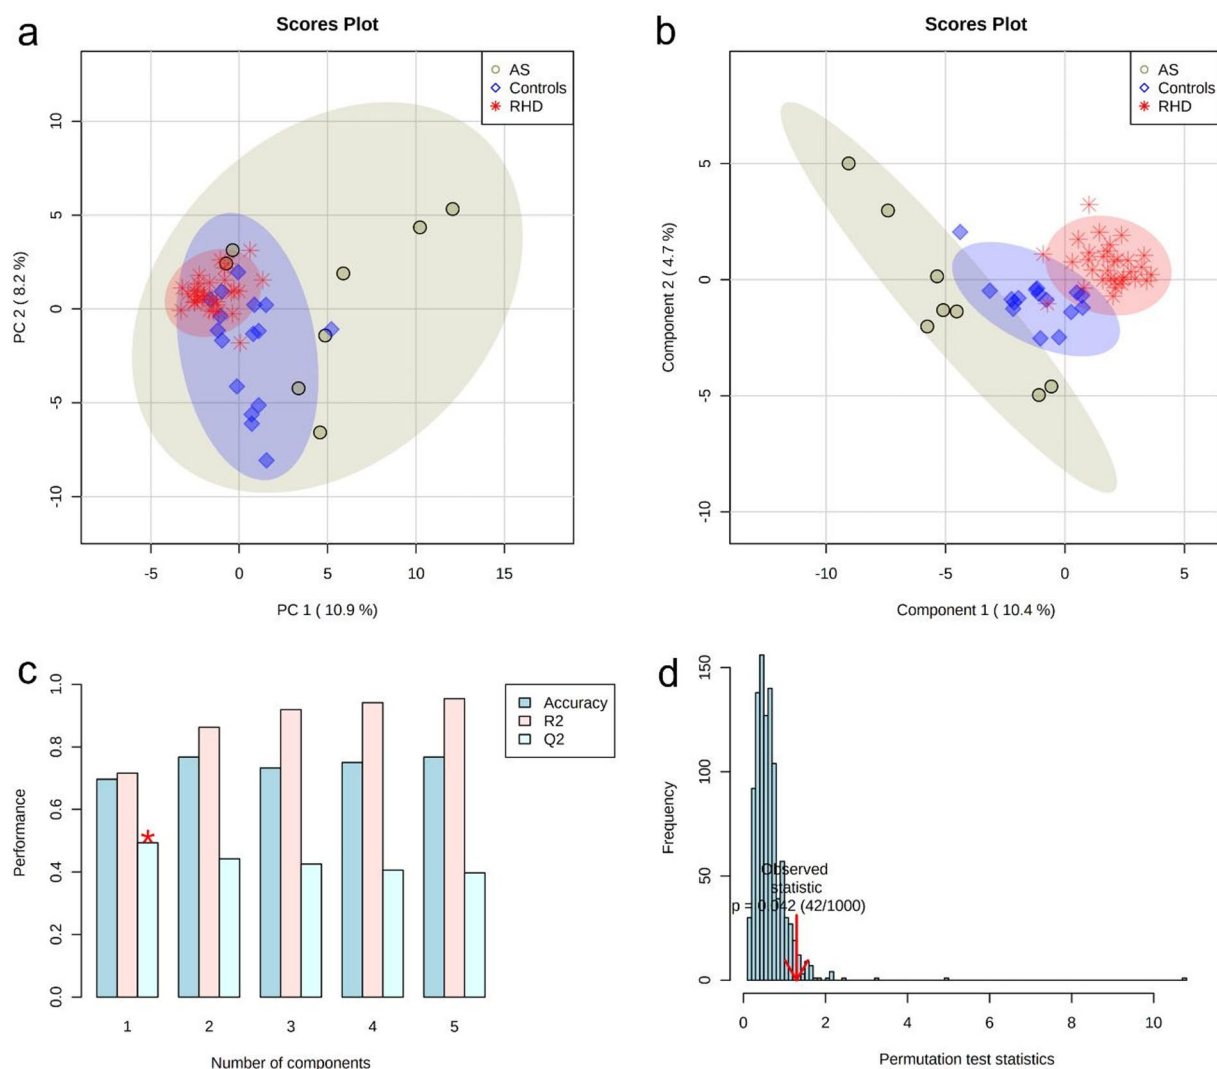 a
Scores Plot
AS
Controls
RHD
PC 2 ( 8.2 %)
10
5
0
-5
-10
-5
0
5
10
15
PC 1 ( 10.9 %)
b
Scores Plot
AS
Controls
RHD
Component 2 ( 4.7 %)
5
0
-5
-10
-10
-5
0
5
Component 1 ( 10.4 %)
c
Accuracy
R2
Q2
Performance
1.0
0.8
0.6
0.4
0.2
0.0
*
1
2
3
4
5
Number of components
d
Frequency
150
100
50
0
Observed
statistic
p = 0.042 (42/1000)
0
2
4
6
8
10
Permutation test statistics